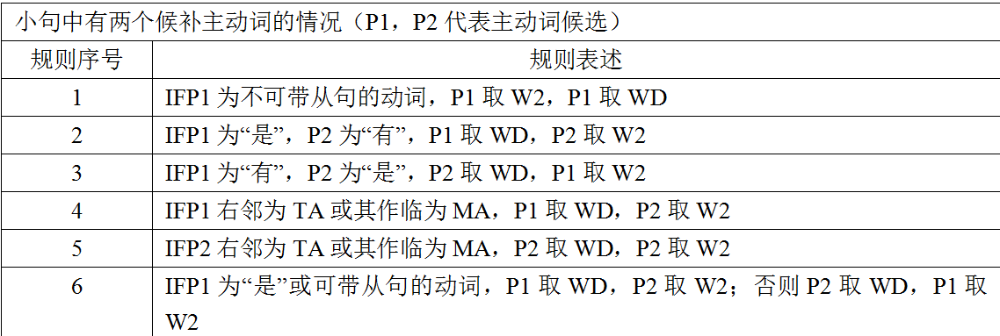 小句中有两个候补主动词的情况（P1，P2 代表主动词候选）
规则序号 规则表述
1 IFP1 为不可带从句的动词，P1 取 W2，P1 取 WD
2 IFP1 为“是”，P2 为“有”，P1 取 WD，P2 取 W2
3 IFP1 为“有”，P2 为“是”，P2 取 WD，P1 取 W2
4 IFP1 右邻为 TA 或其作临为 MA，P1 取 WD，P2 取 W2
5 IFP2 右邻为 TA 或其作临为 MA，P2 取 WD，P2 取 W2
6 IFP1 为“是”或可带从句的动词，P1 取 WD，P2 取 W2；否则 P2 取 WD，P1 取
W2